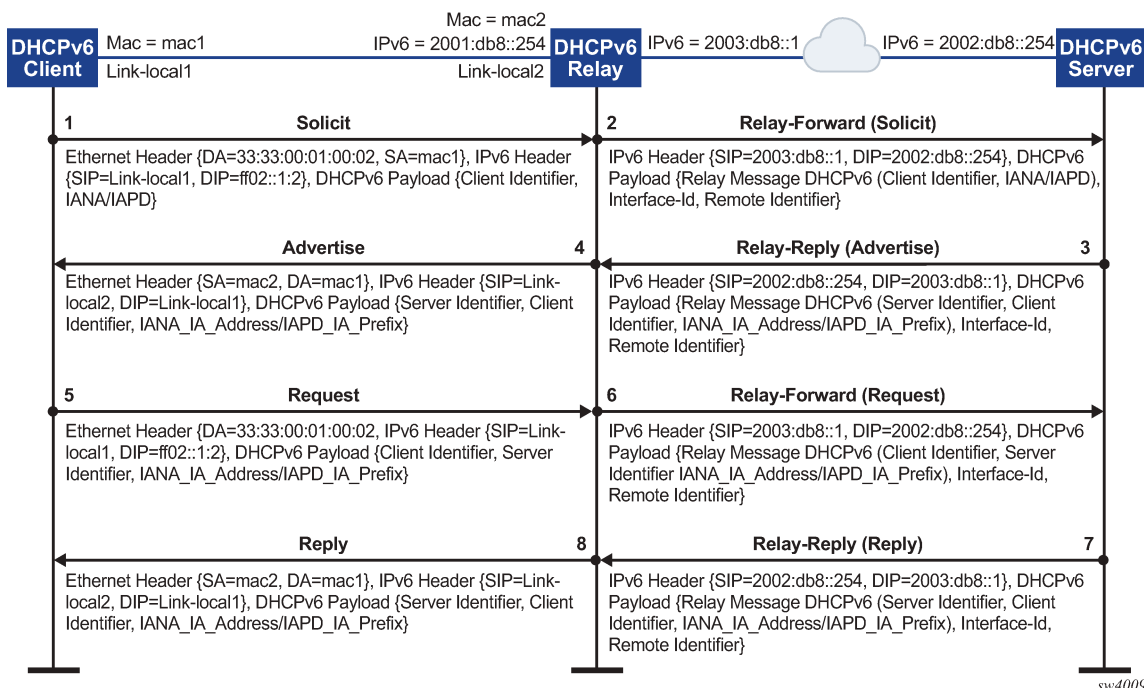 Mac = mac2
DHCPv6 Client
Mac = mac1
IPv6 = 2001:db8::254
DHCPv6 Relay
IPv6 = 2003:db8::1
IPv6 = 2002:db8::254
DHCPv6 Server
Link-local1
Link-local2
1
Solicit
Ethernet Header {DA=33:33:00:01:00:02, SA=mac1}, IPv6 Header
{SIP=Link-local1, DIP=ff02::1:2}, DHCPv6 Payload {Client Identifier,
IANA/IAPD}
2
Relay-Forward (Solicit)
IPv6 Header {SIP=2003:db8::1, DIP=2002:db8::254}, DHCPv6
Payload {Relay Message DHCPv6 (Client Identifier, IANA/IAPD),
Interface-Id, Remote Identifier}
Advertise
4
Ethernet Header {SA=mac2, DA=mac1}, IPv6 Header {SIP=Link-
local2, DIP=Link-local1}, DHCPv6 Payload {Server Identifier, Client
Identifier, IANA_IA_Address/IAPD_IA_Prefix}
Relay-Reply (Advertise)
3
IPv6 Header {SIP=2002:db8::254, DIP=2003:db8::1}, DHCPv6
Payload {Relay Message DHCPv6 (Server Identifier, Client
Identifier, IANA_IA_Address/IAPD_IA_Prefix), Interface-Id,
Remote Identifier}
5
Request
Ethernet Header {DA=33:33:00:01:00:02, IPv6 Header {SIP=Link-
local1, DIP=ff02::1:2}, DHCPv6 Payload {Client Identifier, Server
Identifier, IANA_IA_Address/IAPD_IA_Prefix}
6
Relay-Forward (Request)
IPv6 Header {SIP=2003:db8::1, DIP=2002:db8::254}, DHCPv6
Payload {Relay Message DHCPv6 (Client Identifier, Server
Identifier IANA_IA_Address/IAPD_IA_Prefix), Interface-Id,
Remote Identifier}
Reply
8
Ethernet Header {SA=mac2, DA=mac1}, IPv6 Header {SIP=Link-
local2, DIP=Link-local1}, DHCPv6 Payload {Server Identifier, Client
Identifier, IANA_IA_Address/IAPD_IA_Prefix}
Relay-Reply (Reply)
7
IPv6 Header {SIP=2002:db8::254, DIP=2003:db8::1}, DHCPv6
Payload {Relay Message DHCPv6 (Server Identifier, Client
Identifier, IANA_IA_Address/IAPD_IA_Prefix), Interface-Id,
Remote Identifier}
sw4009